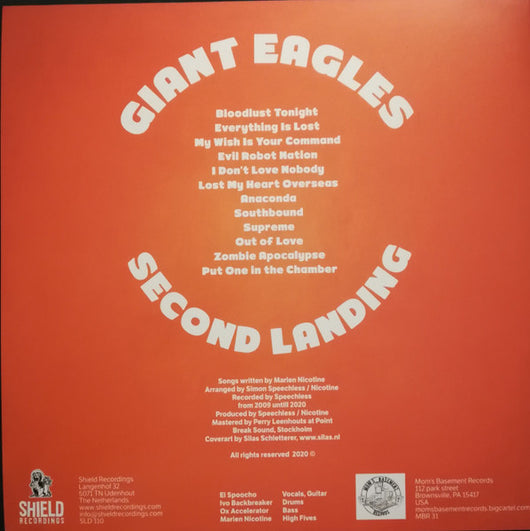 GIANT EAGLES
Bloodlust Tonight
Everything Is Lost
My Wish Is Your Command
Evil Robot Nation
I Don't Love Nobody
Lost My Heart Overseas
Anaconda
Southbound
Supreme
Out of Love
Zombie Apocalypse
Put One in the Chamber
SECOND LANDING
Songs written by Marien Nicotine
Arranged by Simon Speechless / Nicotine
Recorded by Speechless
from 2009 untill 2020
Produced by Speechless / Nicotine
Mastered by Perry Leenhouts at Point
Break Sound, Stockholm
Coverart by Silas Schletterer, www.silas.nl
All rights reserved 2020 ©
SHIELD
RECORDINGS
Shield Recordings
Langenhof 32
5071 TN Udenhout
The Netherlands
www.shieldrecordings.com
info@shieldrecordings.com
SLD 110
El Spoocho Vocals, Guitar
Ivo Backbreaker Drums
Ox Accelerator Bass
Marien Nicotine High Fives
MOM'S BASEMENT
RECORDS
Mom's Basement Records
112 park street
Brownsville, PA 15417
USA
momsbasementrecords.bigcartel.co
MBR 31